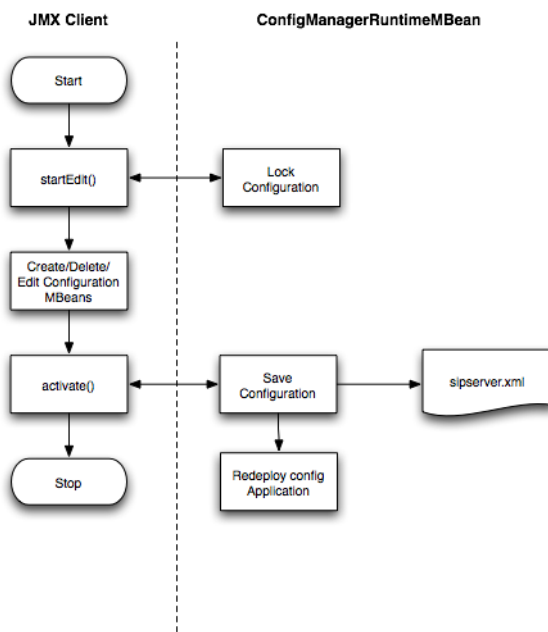 JMX Client
ConfigManagerRuntimeMBean
Start
startEdit()
Lock
Configuration
Create/Delete/
Edit Configuration
MBeans
activate()
Save
Configuration
sipserver.xml
Stop
Redeploy config
Application